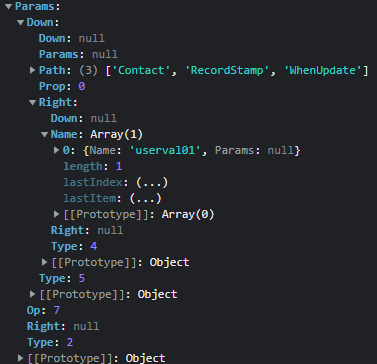 ▼ Params:
▼ Down:
Down: null
Params: null
▶ Path: (3) ['Contact', 'RecordStamp', 'WhenUpdate']
Prop: 0
▼ Right:
Down: null
▼ Name: Array(1)
▶ 0: {Name: 'userval01', Params: null}
length: 1
lastIndex: (...)
lastItem: (...)
▶ [[Prototype]]: Array(0)
Right: null
Type: 4
▶ [[Prototype]]: Object
Type: 5
▶ [[Prototype]]: Object
Op: 7
Right: null
Type: 2
▶ [[Prototype]]: Object